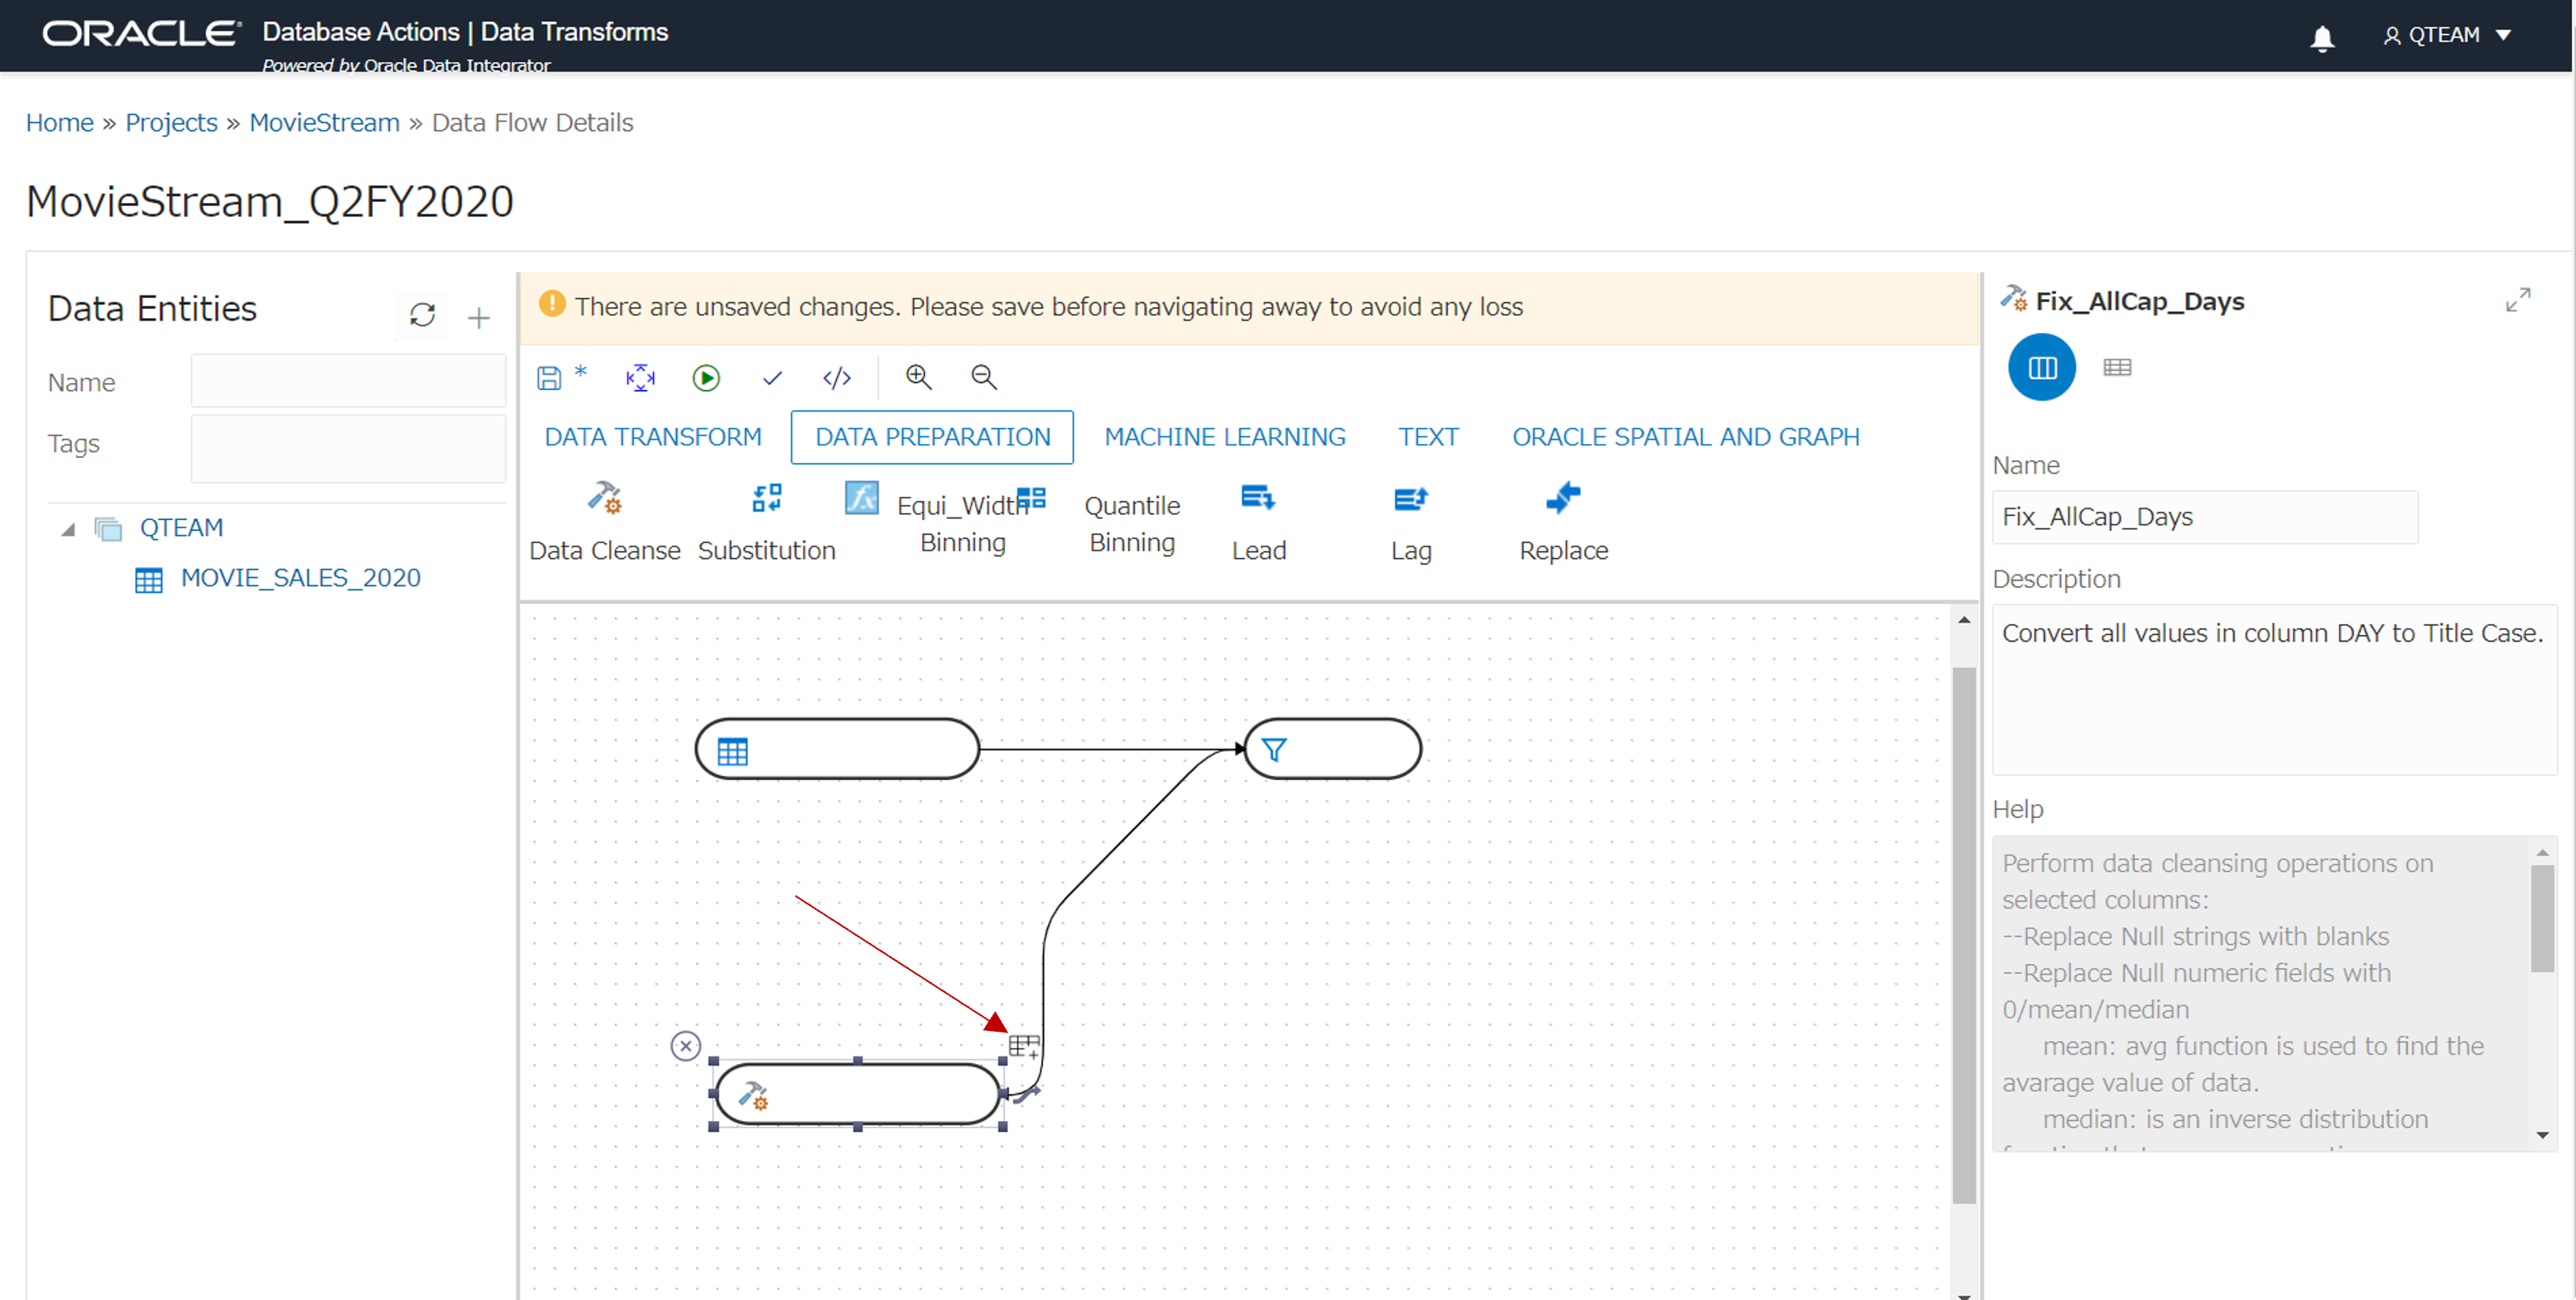 ORACLE Database Actions | Data Transforms
Powered by Oracle Data Integrator
QTEAM
Home » Projects » MovieStream » Data Flow Details
MovieStream_Q2FY2020
Data Entities
Name
Tags
QTEAM
MOVIE_SALES_2020
There are unsaved changes. Please save before navigating away to avoid any loss
DATA TRANSFORM DATA PREPARATION MACHINE LEARNING TEXT ORACLE SPATIAL AND GRAPH
Data Cleanse
Substitution
Equi_Width
Binning
Quantile
Binning
Lead
Lag
Replace
Fix_AllCap_Days
Name
Fix_AllCap_Days
Description
Convert all values in column DAY to Title Case.
Help
Perform data cleansing operations on
selected columns:
--Replace Null strings with blanks
--Replace Null numeric fields with
0/mean/median
mean: avg function is used to find the
avarage value of data.
median: is an inverse distribution